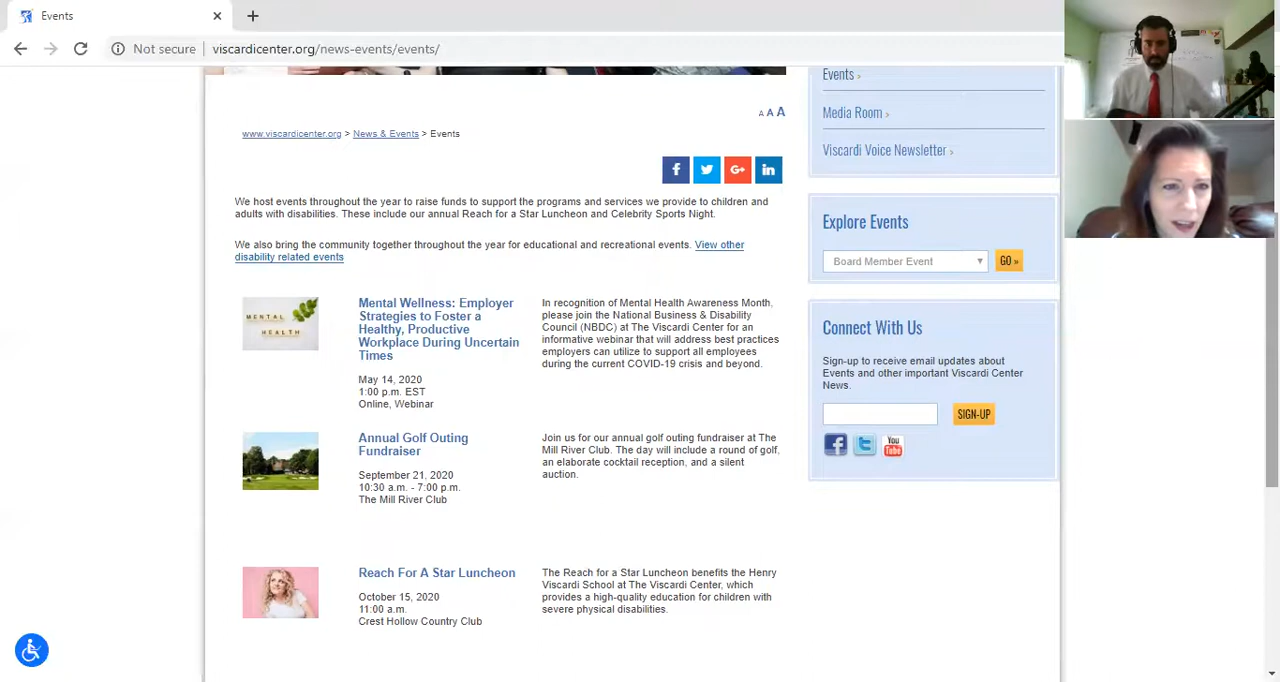 Events
Not secure
viscardicenter.org/news-events/events/
A A A
www.viscardicenter.org > News & Events > Events
We host events throughout the year to raise funds to support the programs and services we provide to children and
adults with disabilities. These include our annual Reach for a Star Luncheon and Celebrity Sports Night.
We also bring the community together throughout the year for educational and recreational events. View other
disability related events
MENTAL
HEALTH
Mental Wellness: Employer
Strategies to Foster a
Healthy, Productive
Workplace During Uncertain
Times
May 14, 2020
1:00 p.m. EST
Online, Webinar
In recognition of Mental Health Awareness Month,
please join the National Business & Disability
Council (NBDC) at The Viscardi Center for an
informative webinar that will address best practices
employers can utilize to support all employees
during the current COVID-19 crisis and beyond.
Annual Golf Outing
Fundraiser
September 21, 2020
10:30 a.m. - 7:00 p.m.
The Mill River Club
Join us for our annual golf outing fundraiser at The
Mill River Club. The day will include a round of golf,
an elaborate cocktail reception, and a silent
auction.
Reach For A Star Luncheon
October 15, 2020
11:00 a.m.
Crest Hollow Country Club
The Reach for a Star Luncheon benefits the Henry
Viscardi School at The Viscardi Center, which
provides a high-quality education for children with
severe physical disabilities.
Events ›
Media Room ›
Viscardi Voice Newsletter ›
Explore Events
Board Member Event
GO »
Connect With Us
Sign-up to receive email updates about
Events and other important Viscardi Center
News.
SIGN-UP
You
Tube